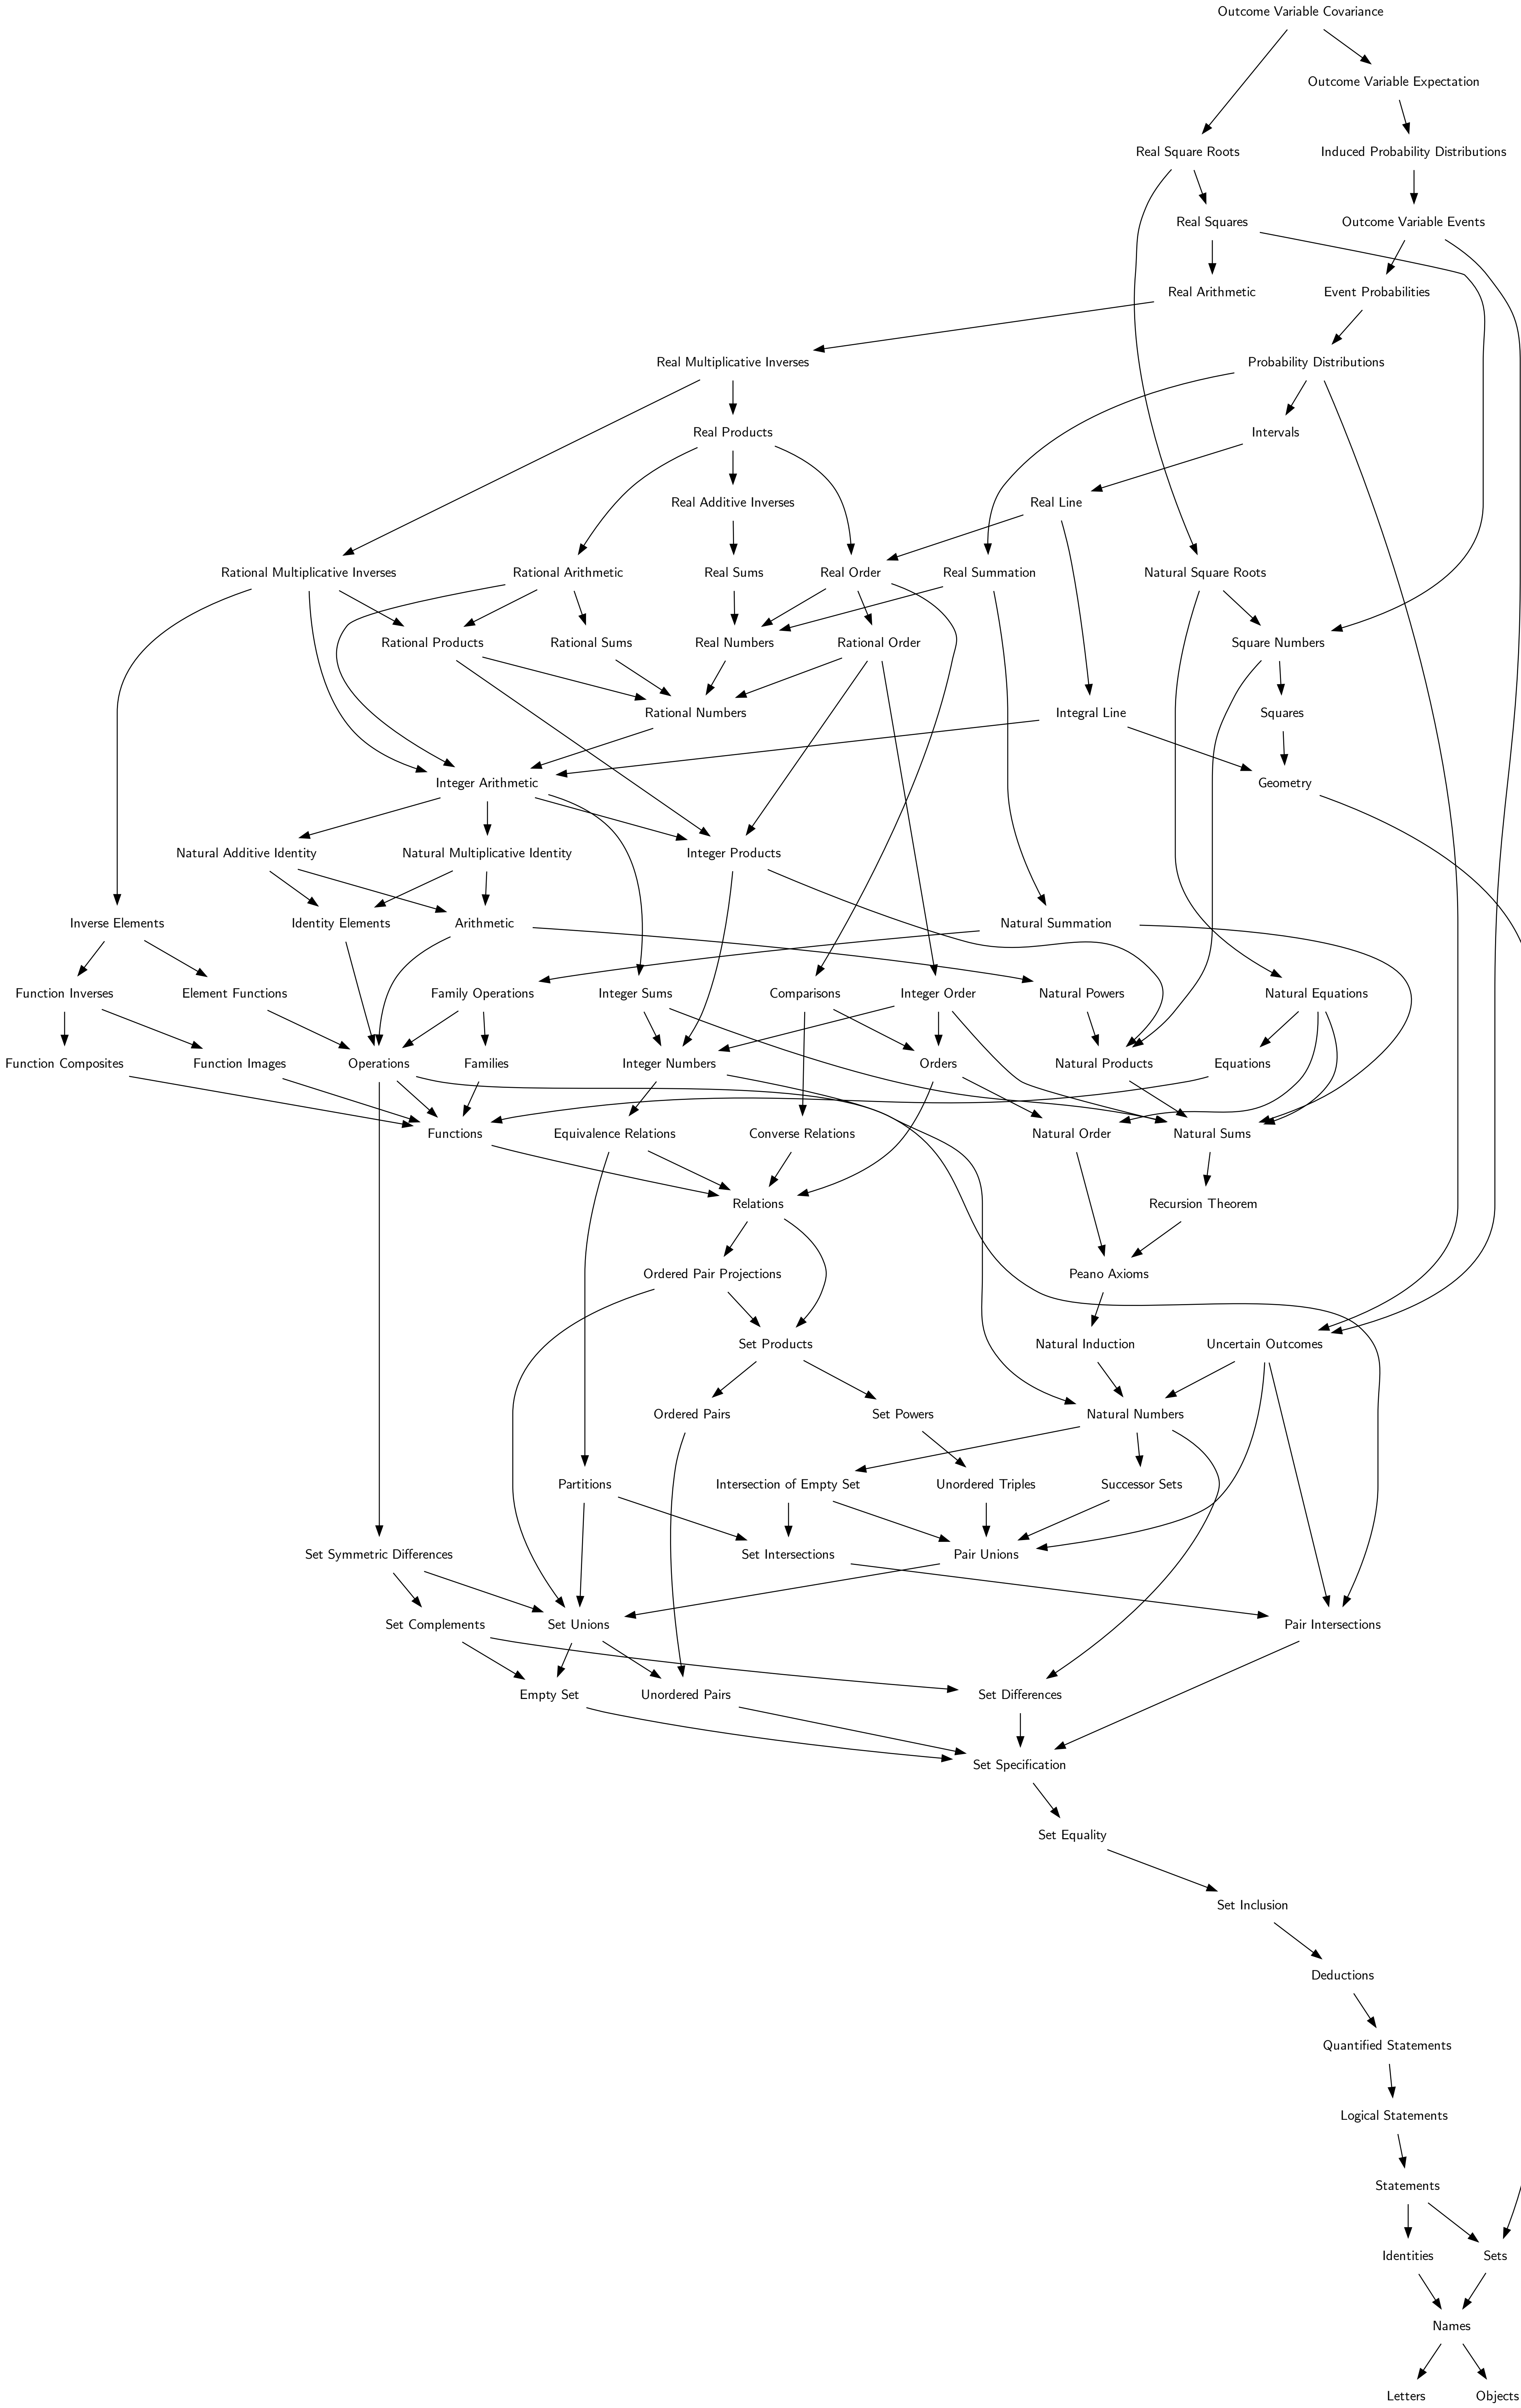 Outcome Variable Covariance
Outcome Variable Expectation
Real Square Roots
Induced Probability Distributions
Real Squares
Outcome Variable Events
Real Arithmetic
Event Probabilities
Real Multiplicative Inverses
Probability Distributions
Real Products
Intervals
Real Additive Inverses
Real Line
Rational Multiplicative Inverses
Rational Arithmetic
Real Sums
Real Order
Real Summation
Natural Square Roots
Rational Products
Rational Sums
Real Numbers
Rational Order
Square Numbers
Rational Numbers
Integral Line
Squares
Integer Arithmetic
Geometry
Natural Additive Identity
Natural Multiplicative Identity
Integer Products
Inverse Elements
Identity Elements
Arithmetic
Natural Summation
Function Inverses
Element Functions
Family Operations
Integer Sums
Comparisons
Integer Order
Natural Powers
Natural Equations
Function Composites
Function Images
Operations
Families
Integer Numbers
Orders
Natural Products
Equations
Functions
Equivalence Relations
Converse Relations
Natural Order
Natural Sums
Relations
Recursion Theorem
Ordered Pair Projections
Peano Axioms
Set Products
Natural Induction
Uncertain Outcomes
Ordered Pairs
Set Powers
Natural Numbers
Partitions
Intersection of Empty Set
Unordered Triples
Successor Sets
Set Symmetric Differences
Set Intersections
Pair Unions
Set Complements
Set Unions
Pair Intersections
Empty Set
Unordered Pairs
Set Differences
Set Specification
Set Equality
Set Inclusion
Deductions
Quantified Statements
Logical Statements
Statements
Identities
Sets
Names
Letters
Objects